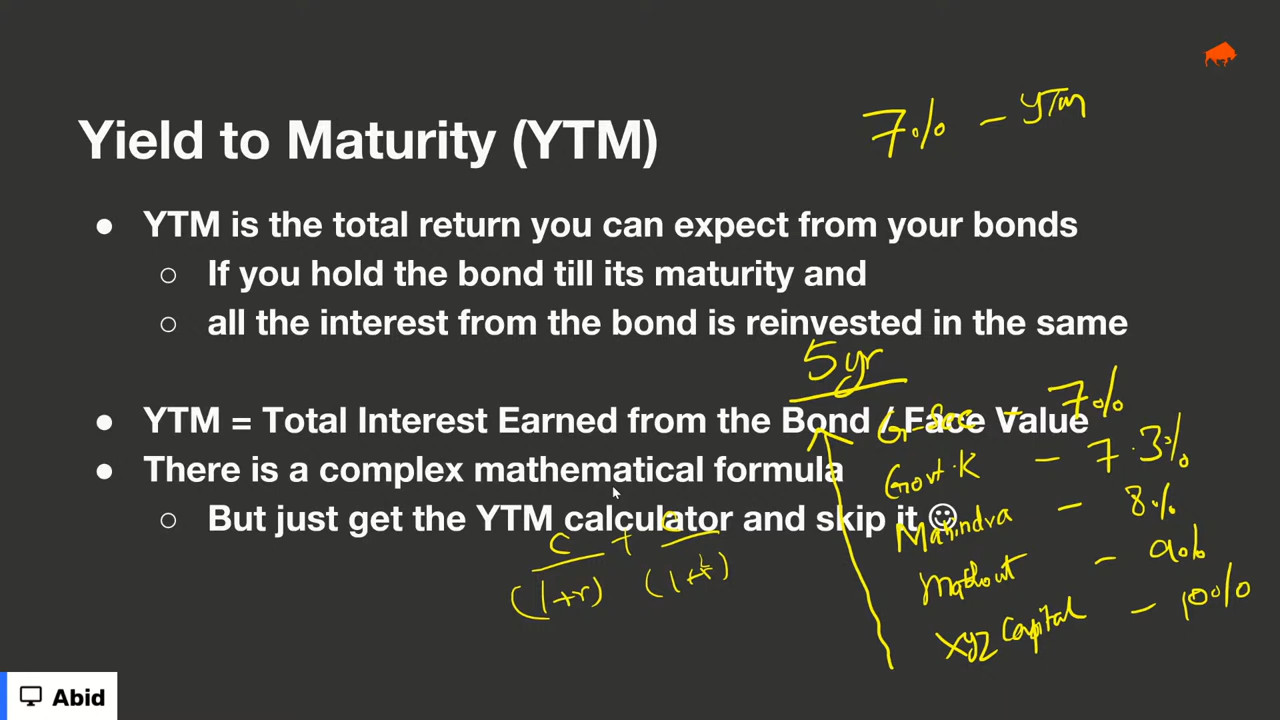 7% - YTM
Yield to Maturity (YTM)
● YTM is the total return you can expect from your bonds
○ If you hold the bond till its maturity and
○ all the interest from the bond is reinvested in the same
5yr
● YTM = Total Interest Earned from the Bond / Face Value
G-Sec - 7%
● There is a complex mathematical formula
Govt. K - 7.3%
○ But just get the YTM calculator and skip it ☺
Mahindra - 8%
C/(1+r) + C/(1+r)
- 9%
XYZ Capital - 10%
Abid